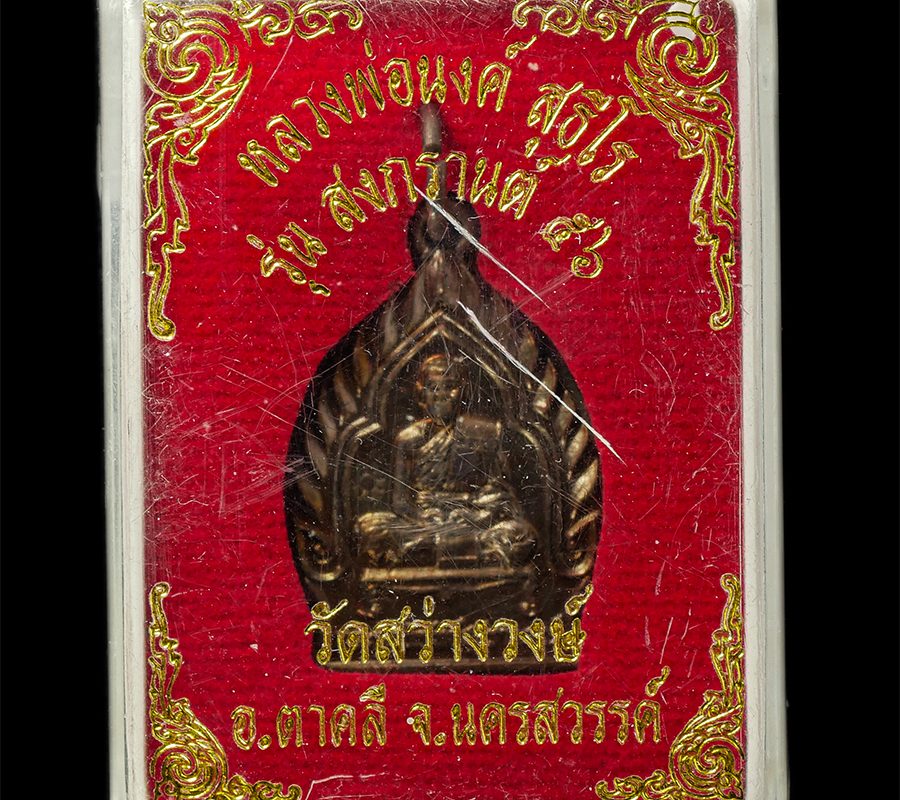 หลวงพ่อนงค์ สุธีโร
รุ่น สงกรานต์ ๕๖
วัดสว่างวงษ์
อ.ตาคลี จ.นครสวรรค์